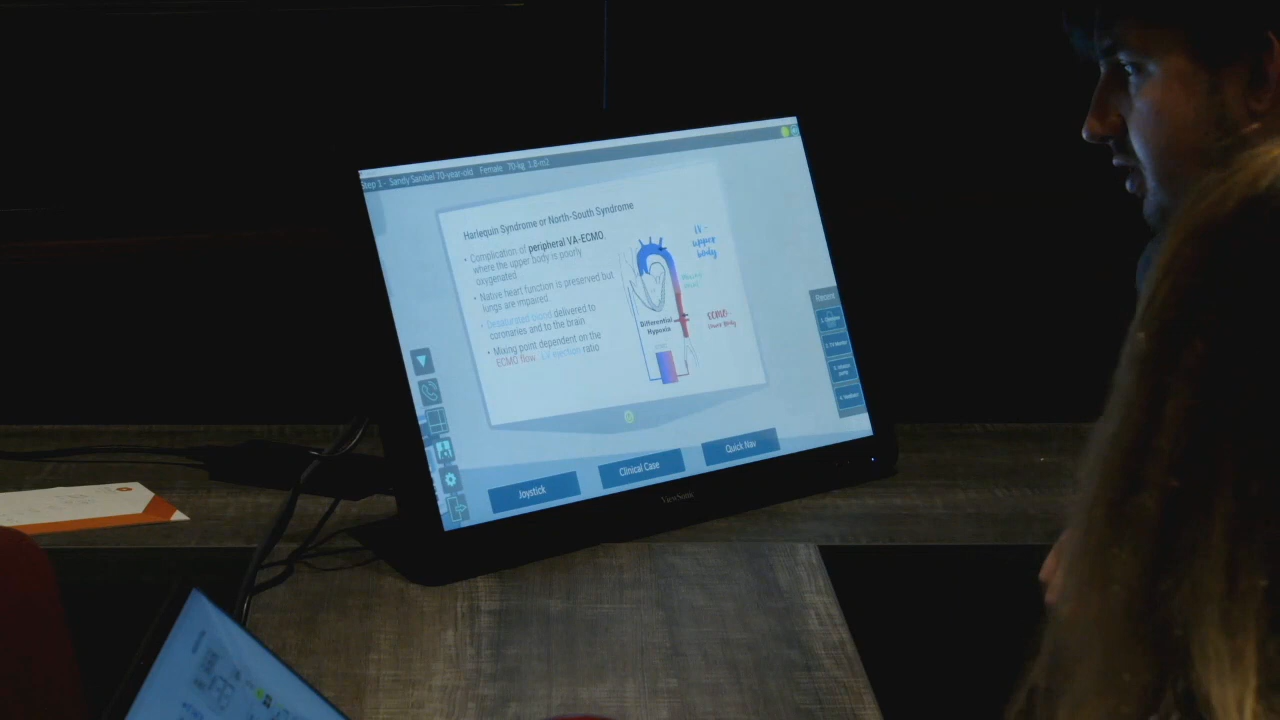 Step 1 - Sandy Sanibel 70-year-old Female 70-kg 1.8-m2
Harlequin Syndrome or North-South Syndrome
• Complication of peripheral VA-ECMO,
where the upper body is poorly
oxygenated
• Native heart function is preserved but
lungs are impaired
• Desaturated blood delivered to
coronaries and to the brain
• Mixing point dependent on the
ECMO flow: LV ejection ratio
LV -
upper
body
Differential
Hypoxia
ECMO-
lower body
Recent
Joystick
Clinical Case
Quick Nav
ViewSonic